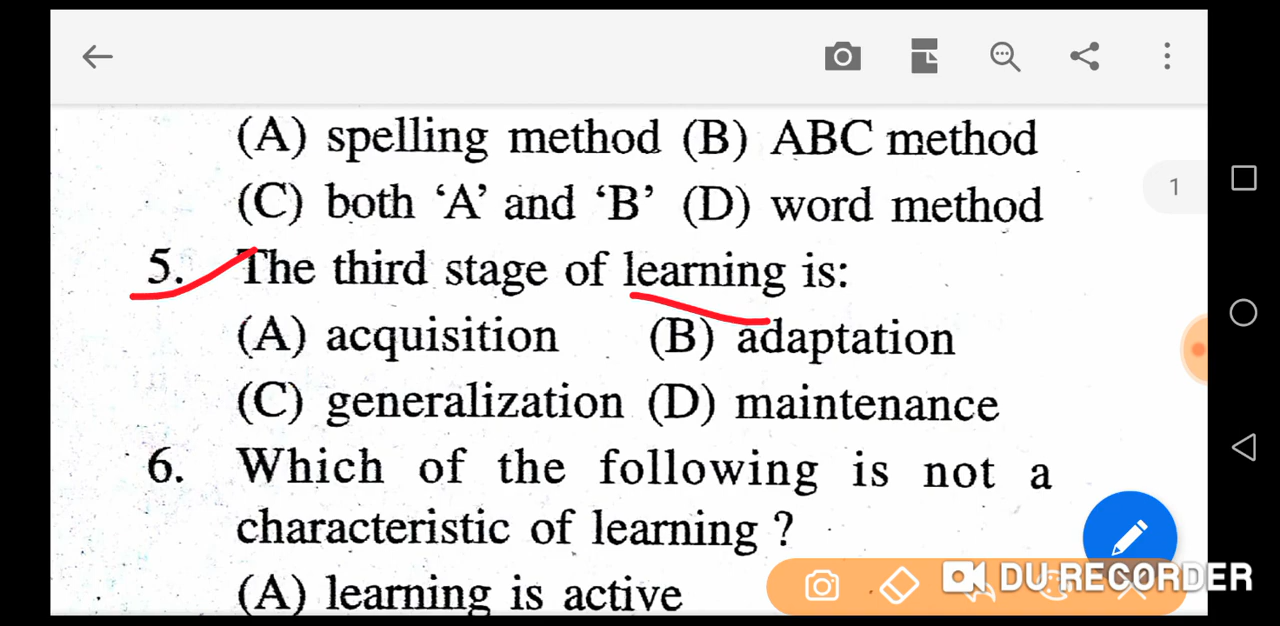 (A) spelling method (B) ABC method
(C) both ‘A’ and ‘B’ (D) word method
1
5. The third stage of learning is:
(A) acquisition (B) adaptation
(C) generalization (D) maintenance
6. Which of the following is not a
characteristic of learning ?
(A) learning is active
DU RECORDER